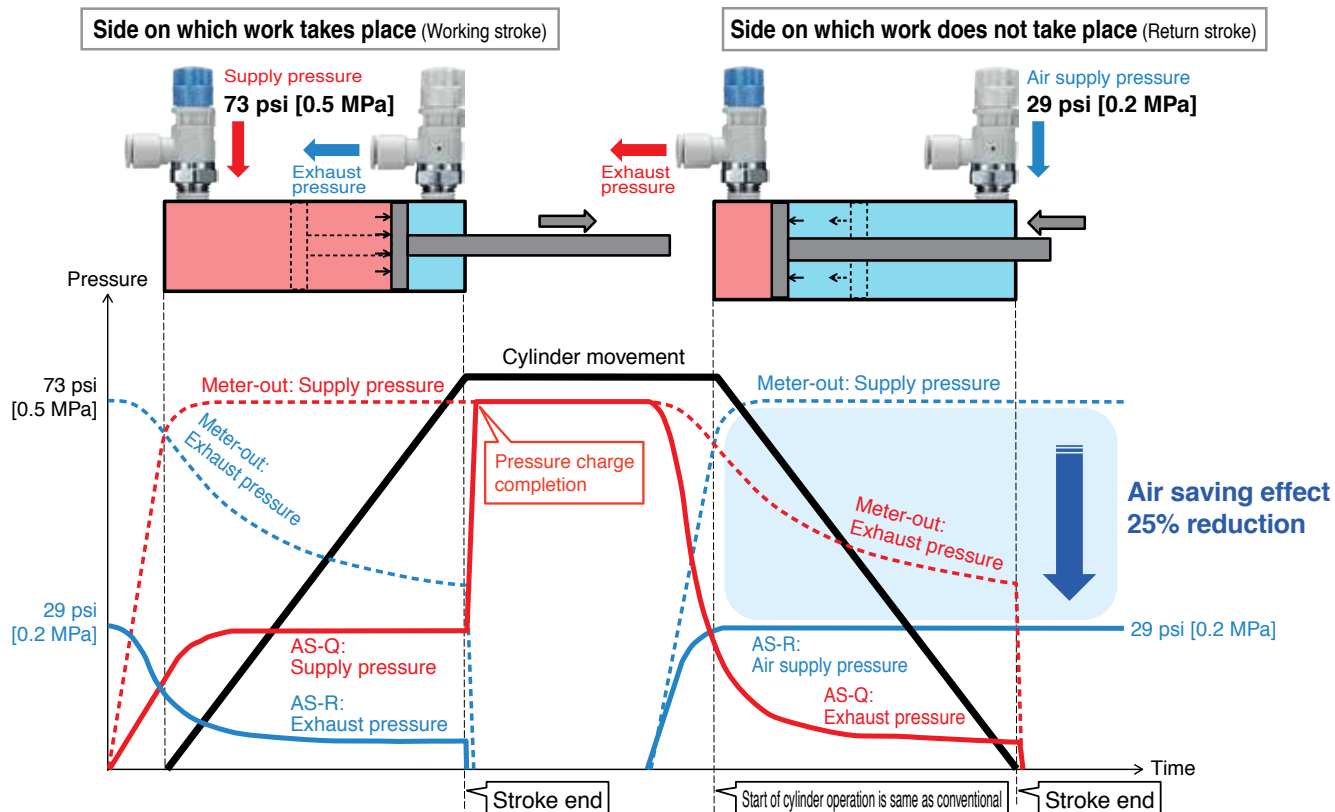 Side on which work takes place (Working stroke)
Side on which work does not take place (Return stroke)
Supply pressure
73 psi [0.5 MPa]
Exhaust
pressure
Exhaust
pressure
Air supply pressure
29 psi [0.2 MPa]
Pressure
Cylinder movement
73 psi
[0.5 MPa]
Meter-out: Supply pressure
Meter-out:
Exhaust pressure
Pressure charge
completion
Meter-out: Supply pressure
Meter-out:
Exhaust pressure
Air saving effect
25% reduction
29 psi
[0.2 MPa]
AS-Q:
Supply pressure
AS-R:
Exhaust pressure
AS-R:
Air supply pressure
AS-Q:
Exhaust pressure
29 psi [0.2 MPa]
Time
Stroke end
Start of cylinder operation is same as conventional
Stroke end